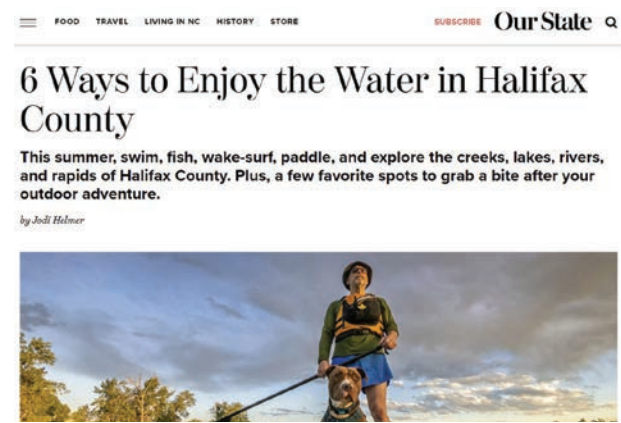 FOOD TRAVEL LIVING IN NC HISTORY STORE SUBSCRIBE Our State
6 Ways to Enjoy the Water in Halifax
County
This summer, swim, fish, wake-surf, paddle, and explore the creeks, lakes, rivers,
and rapids of Halifax County. Plus, a few favorite spots to grab a bite after your
outdoor adventure.
by Jodi Helmer